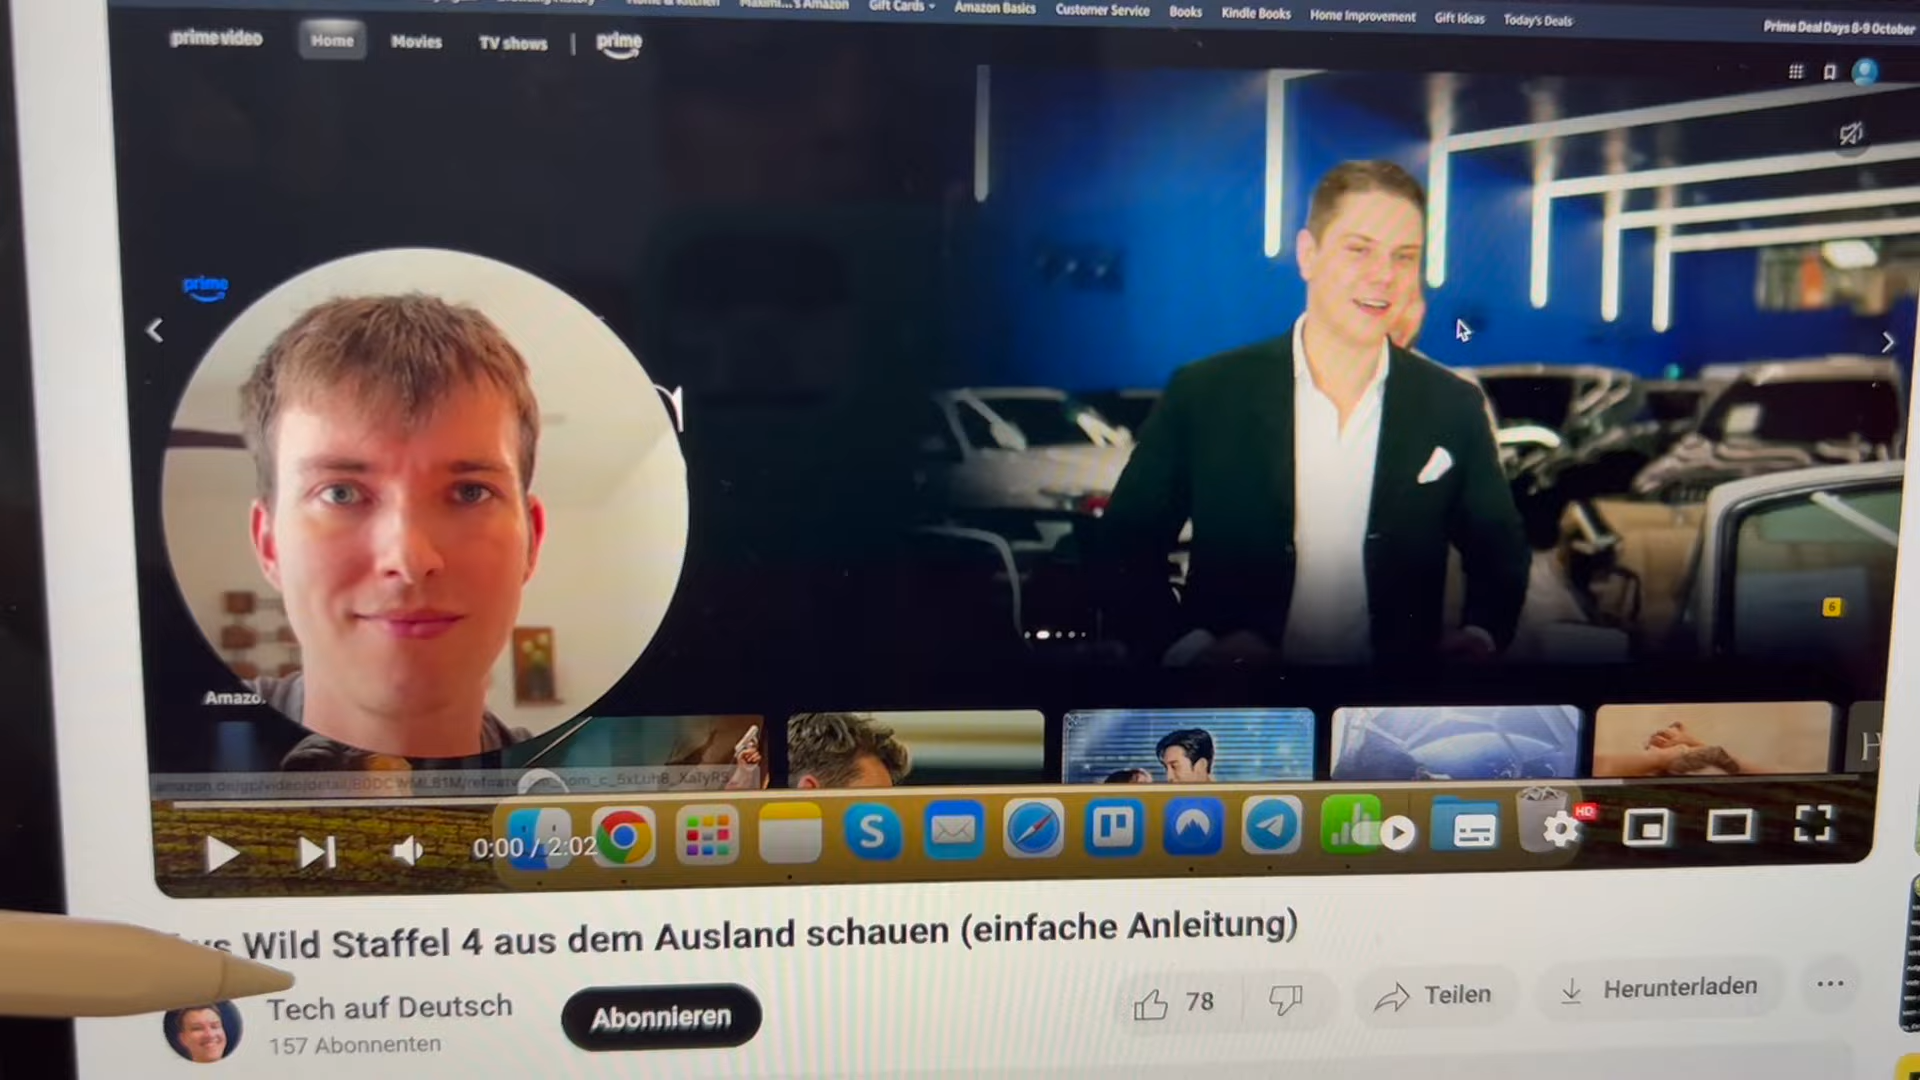 Gift Cards
Amazon Basics
Customer Service
Books
Kindle Books
Home Improvement
Gift Ideas
Today's Deals
Prime Deal Days 8-9 October
prime video
Home
Movies
TV shows
prime
prime
6
Amazo
0:00 / 2:02
S
HD
Wild Staffel 4 aus dem Ausland schauen (einfache Anleitung)
Tech auf Deutsch
157 Abonnenten
Abonnieren
78
Teilen
Herunterladen